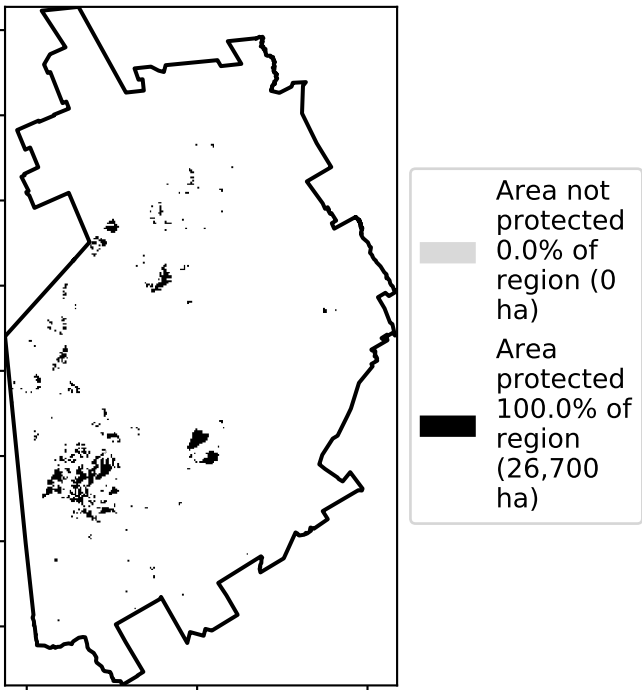 Area not
protected
0.0% of
region (0
ha)
Area
protected
100.0% of
region
(26,700
ha)